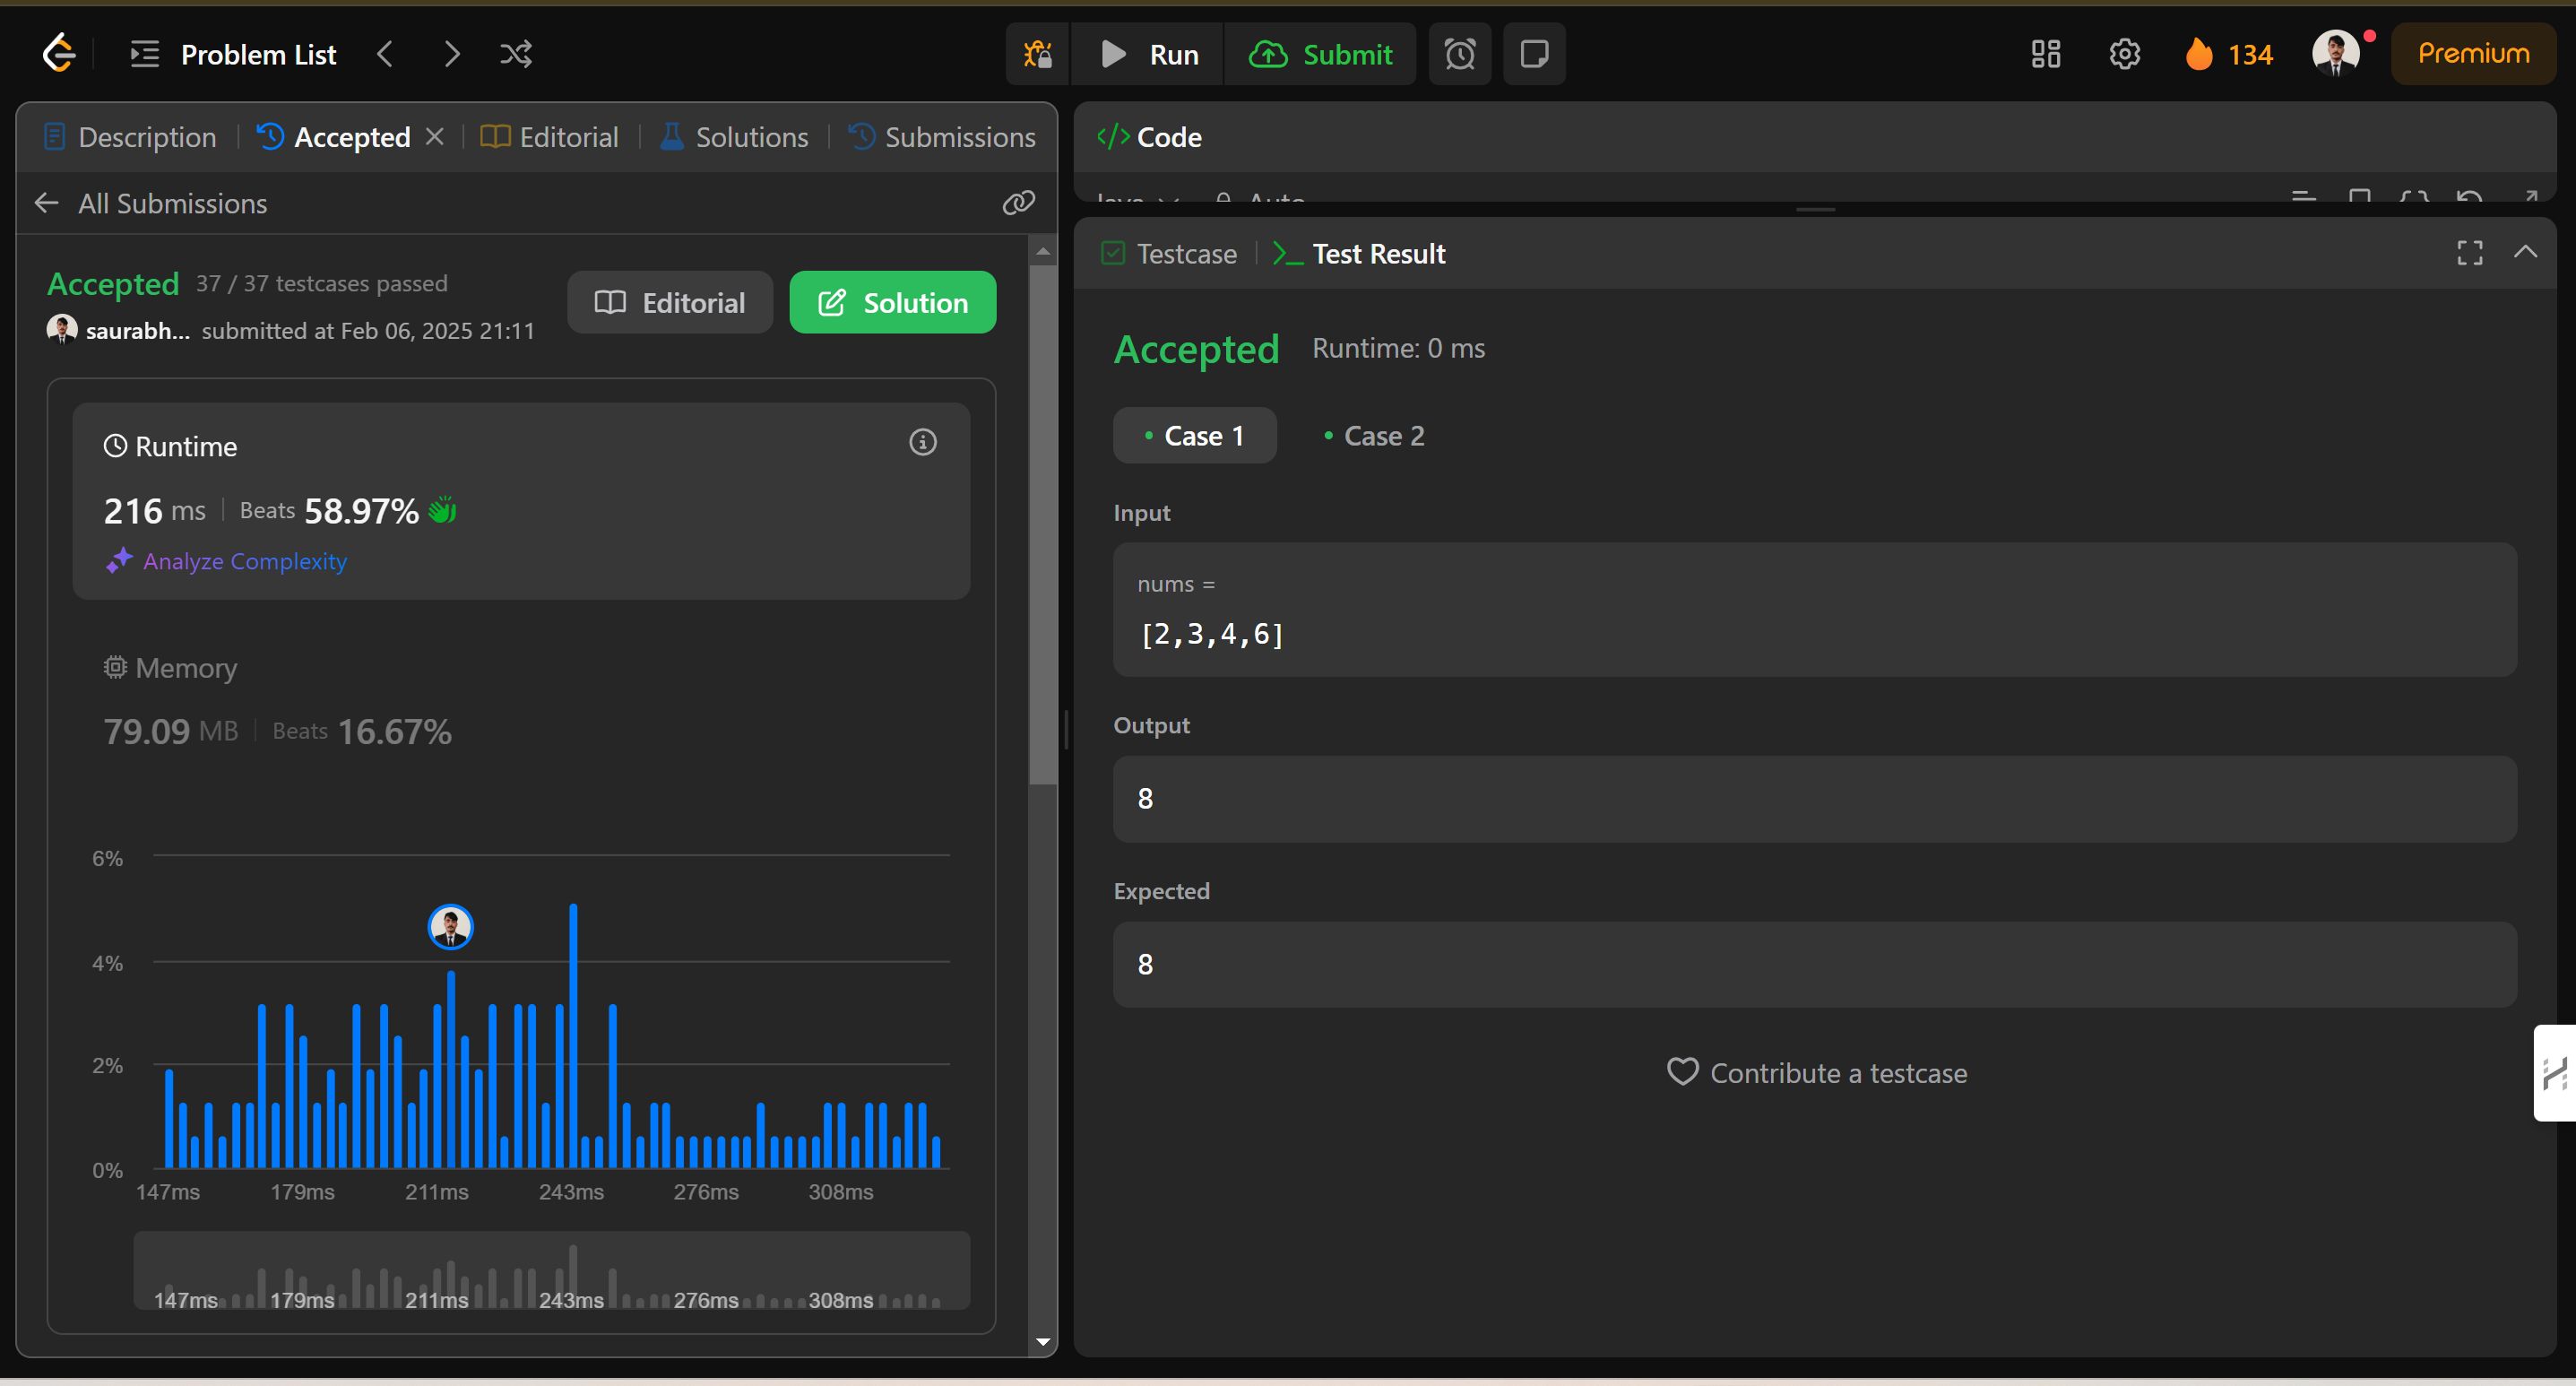 Problem List
Run
Submit
134
Premium
Description
Accepted
Editorial
Solutions
Submissions
All Submissions
Accepted 37 / 37 testcases passed
saurabh... submitted at Feb 06, 2025 21:11
Editorial
Solution
Runtime
216 ms Beats 58.97%
Analyze Complexity
Memory
79.09 MB Beats 16.67%
6%
4%
2%
0%
147ms 179ms 211ms 243ms 276ms 308ms
147ms 179ms 211ms 243ms 276ms 308ms
</> Code
Java Auto
Testcase
Test Result
Accepted Runtime: 0 ms
Case 1
Case 2
Input
nums =
[2,3,4,6]
Output
8
Expected
8
Contribute a testcase